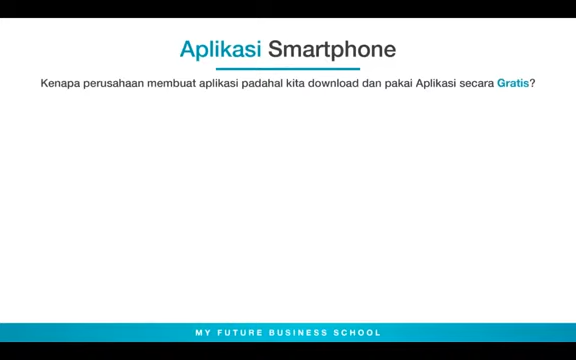 Aplikasi Smartphone
Kenapa perusahaan membuat aplikasi padahal kita download dan pakai Aplikasi secara Gratis?
MY FUTURE BUSINESS SCHOOL